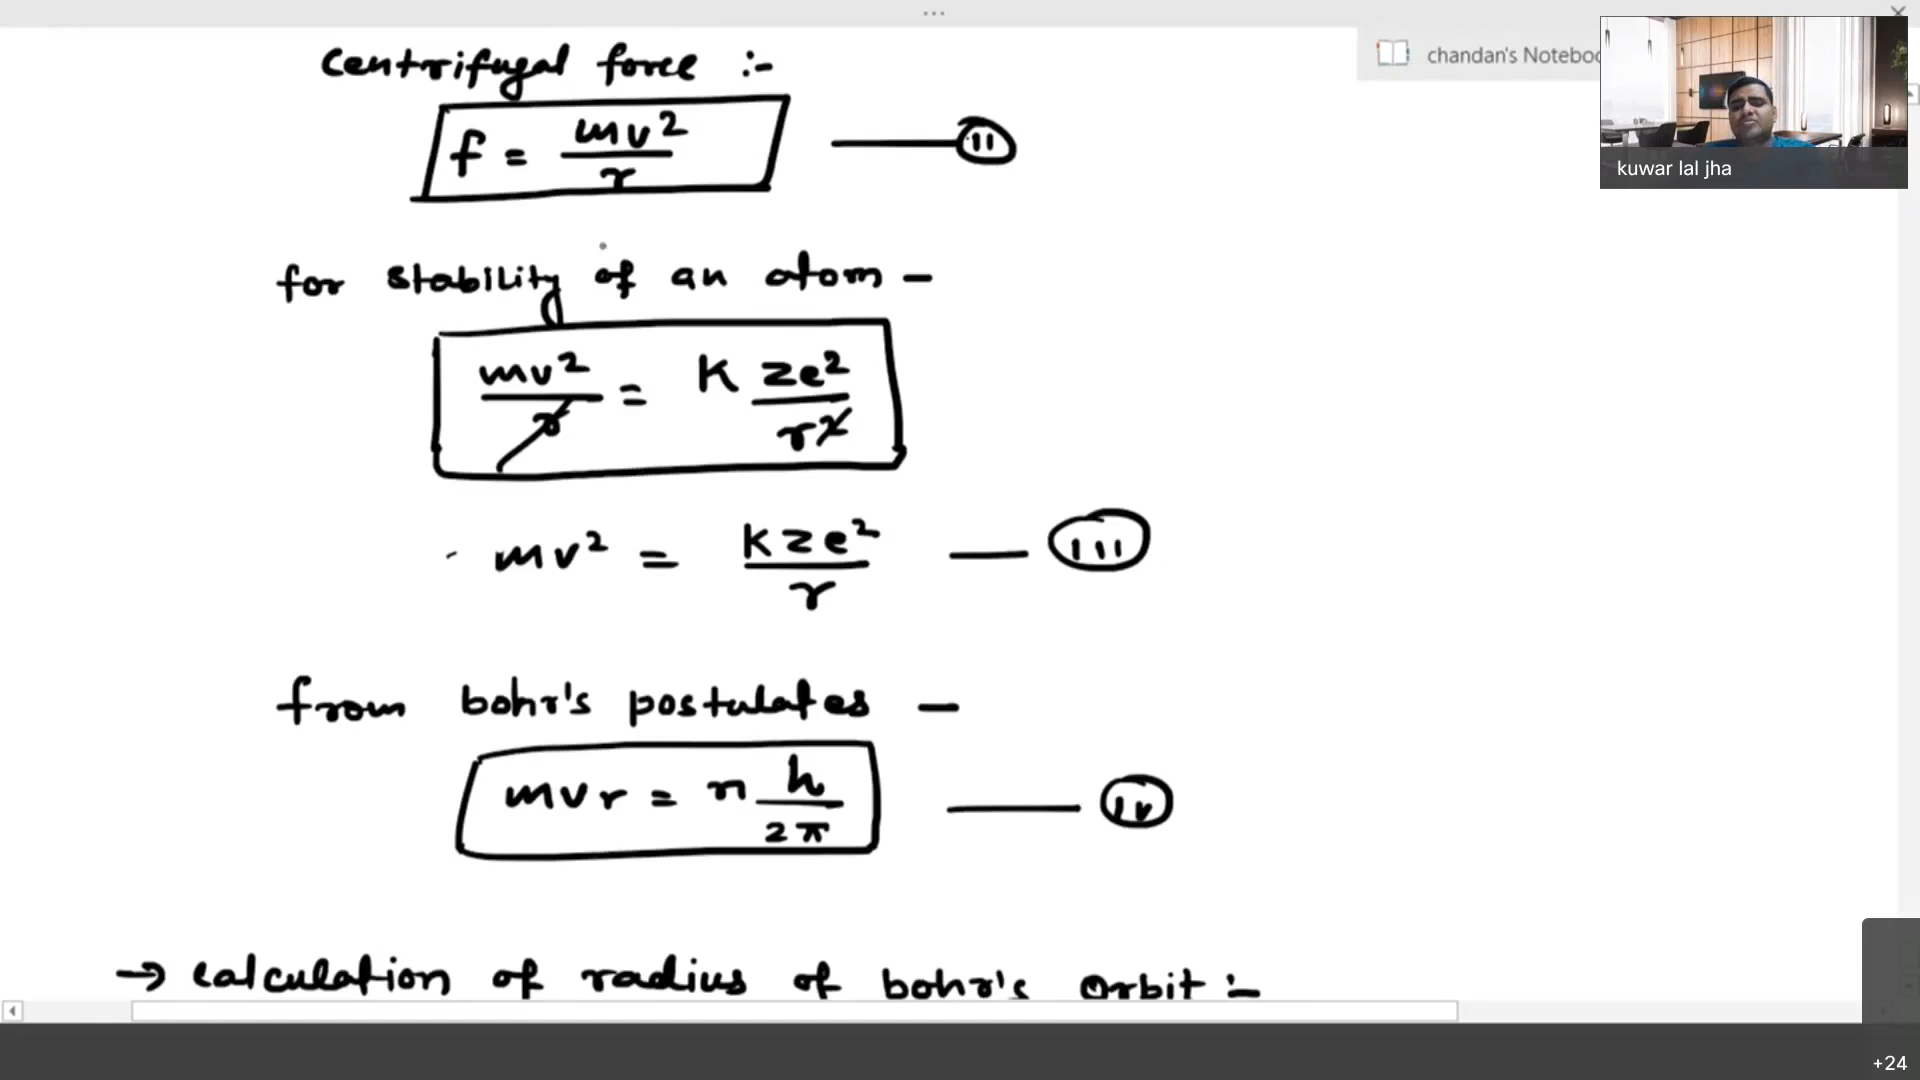 ...
chandan's Notebo
kuwar lal jha
Centrifugal force :-
f = mv²/r —— (II)
for stability of an atom -
mv²/r = K ze²/r²
mv² = Kze²/r —— (III)
from bohr's postulates -
mvr = n h/2π —— (IV)
→ calculation of radius of bohr's orbit :-
+24